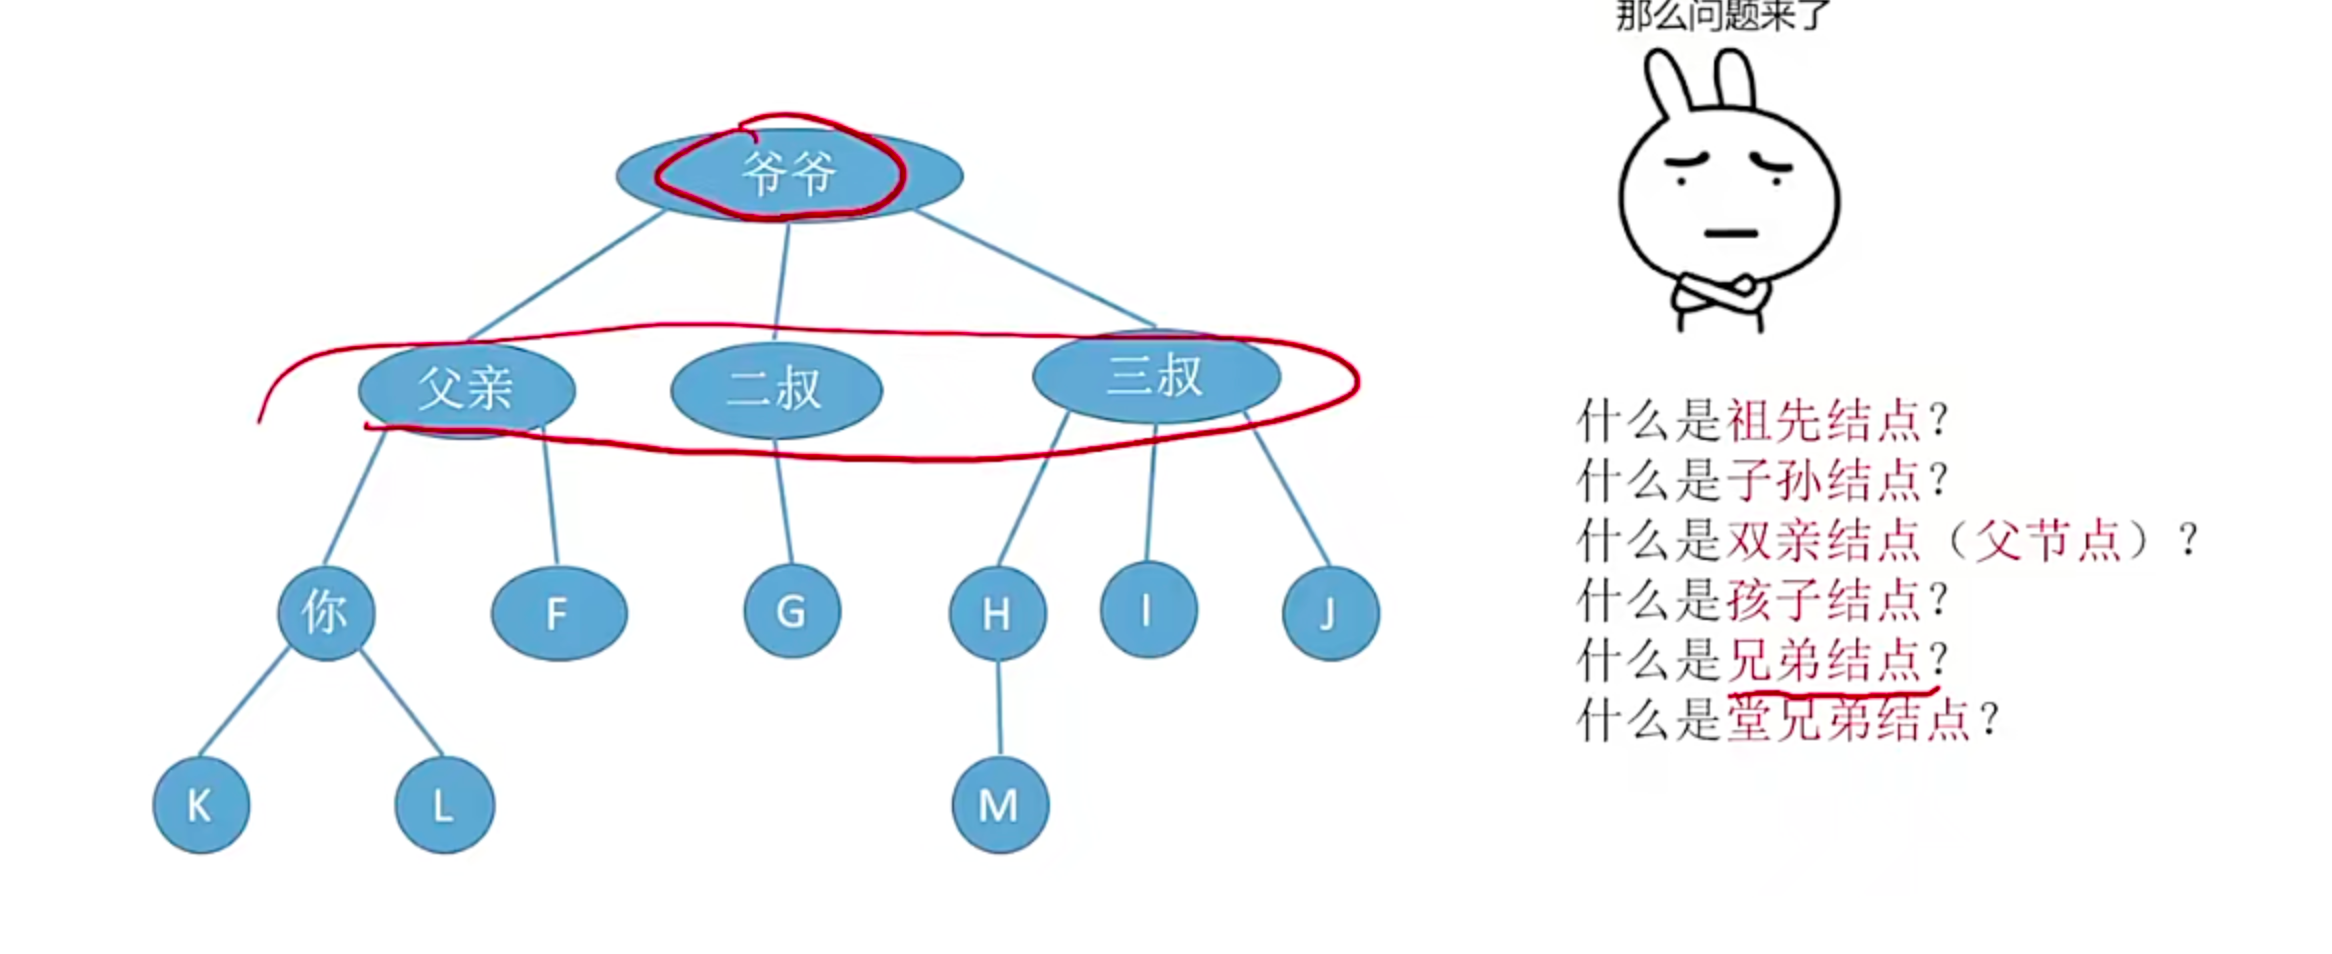 那么问题来了
爷爷
父亲
二叔
三叔
你
F
G
H
I
J
K
L
M
什么是祖先结点？
什么是子孙结点？
什么是双亲结点（父节点）？
什么是孩子结点？
什么是兄弟结点？
什么是堂兄弟结点？